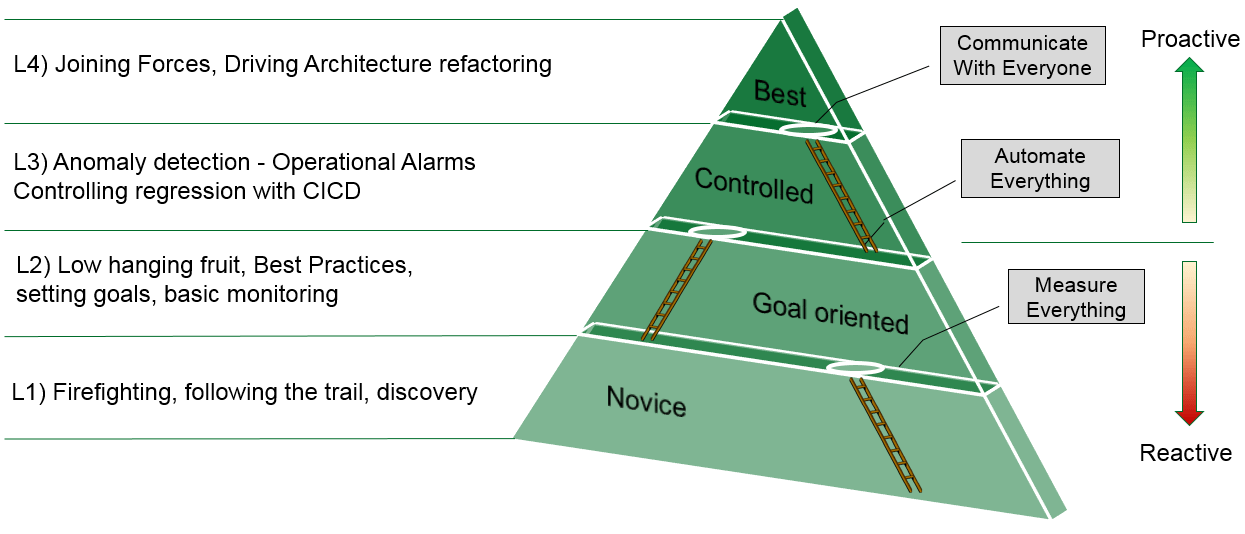 L4) Joining Forces, Driving Architecture refactoring
L3) Anomaly detection - Operational Alarms
Controlling regression with CICD
L2) Low hanging fruit, Best Practices,
setting goals, basic monitoring
L1) Firefighting, following the trail, discovery
Best
Controlled
Goal oriented
Novice
Communicate
With Everyone
Automate
Everything
Measure
Everything
Proactive
Reactive